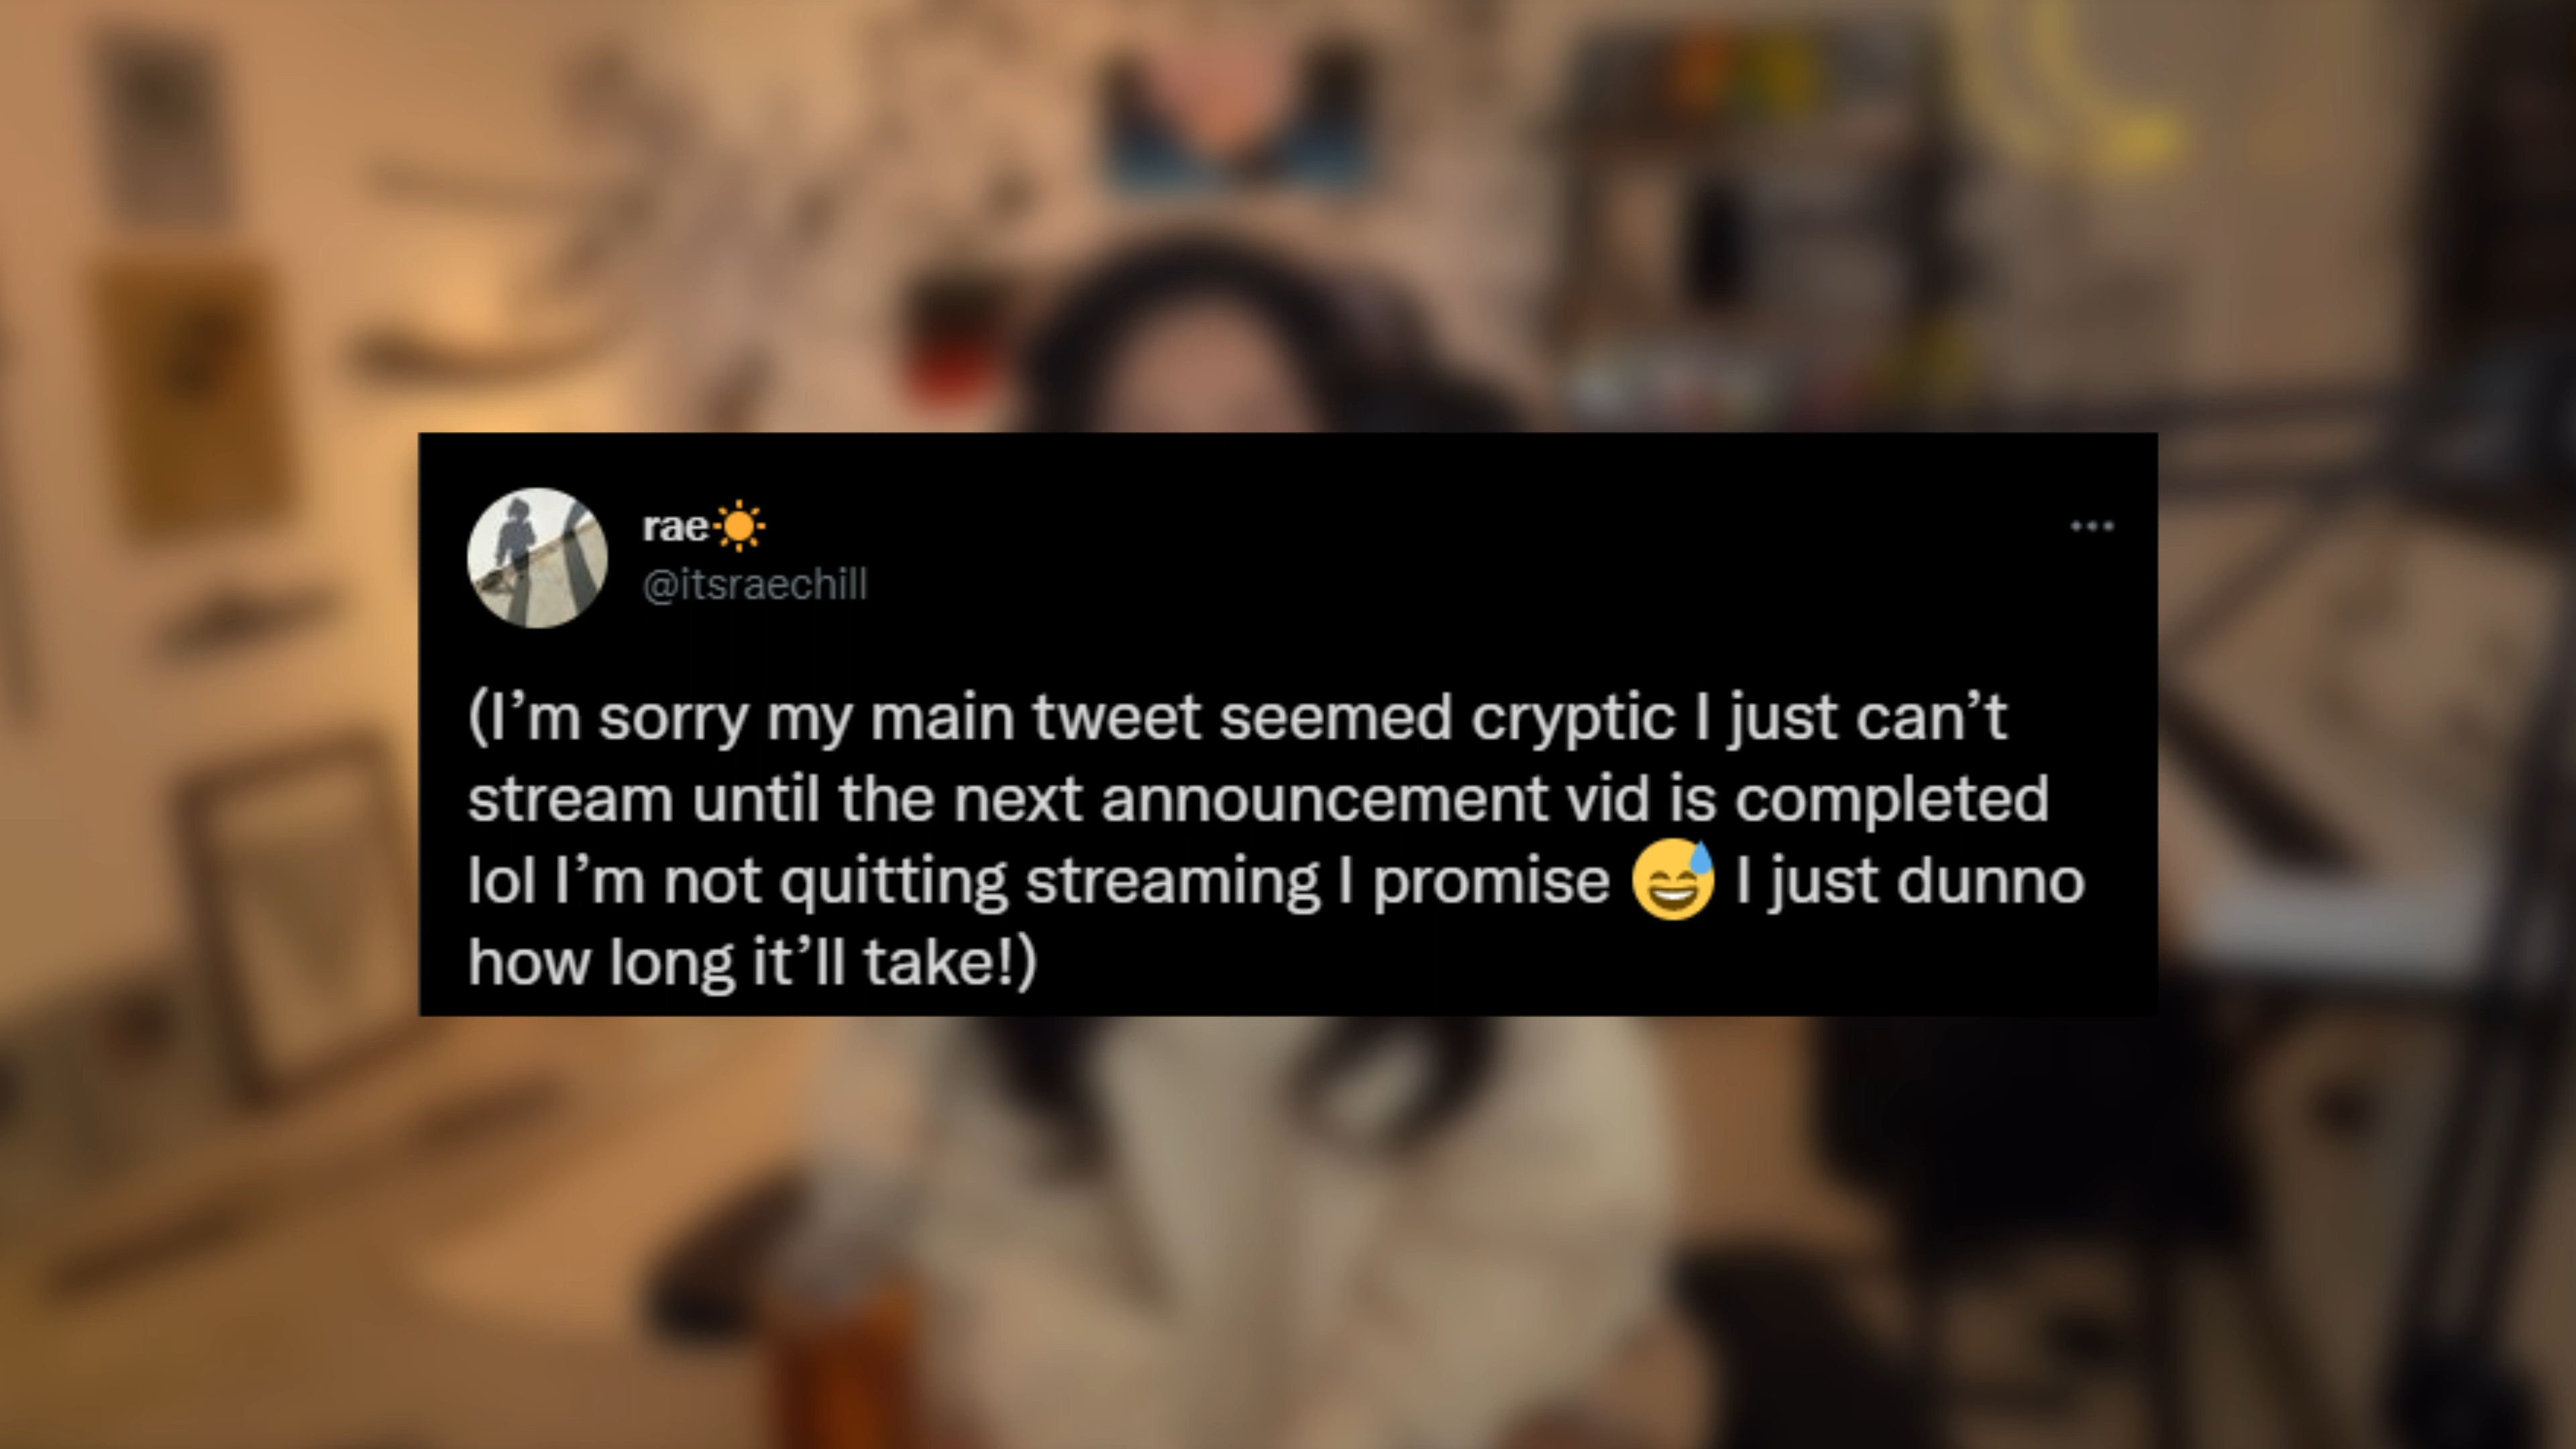 rae☀️
@itsraechill
(I’m sorry my main tweet seemed cryptic I just can’t
stream until the next announcement vid is completed
lol I’m not quitting streaming I promise 😅 I just dunno
how long it’ll take!)